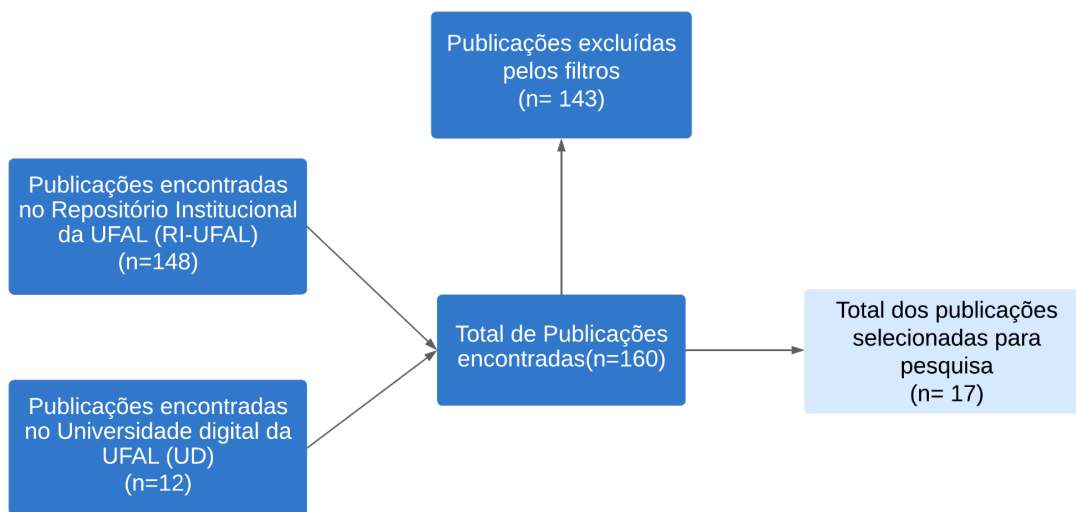 Publicações excluídas
pelos filtros
(n= 143)
Publicações encontradas
no Repositório Institucional
da UFAL (RI-UFAL)
(n=148)
Total de Publicações
encontradas(n=160)
Total dos publicações
selecionadas para
pesquisa
(n= 17)
Publicações encontradas
no Universidade digital da
UFAL (UD)
(n=12)